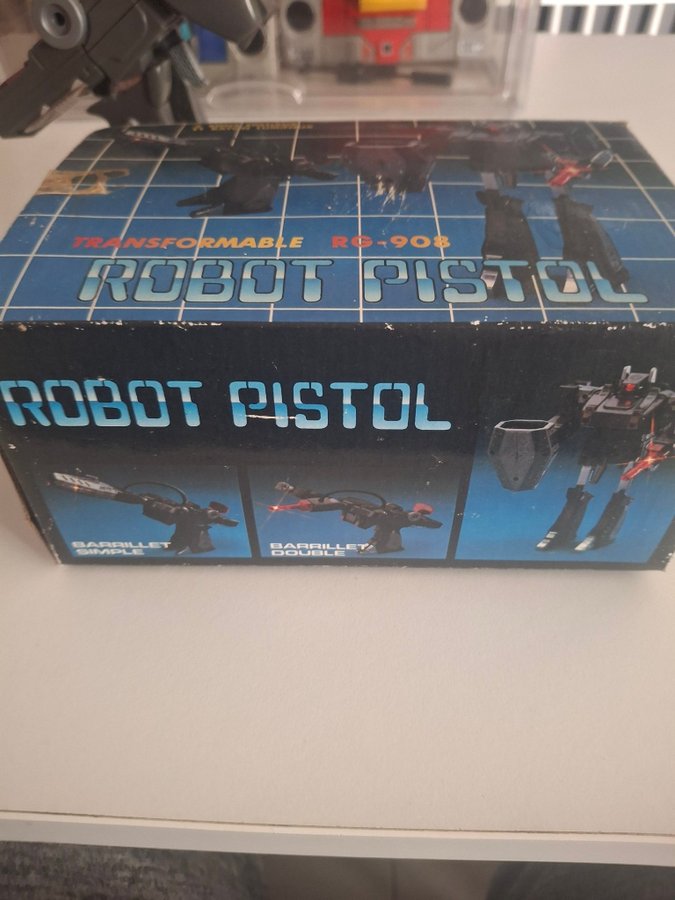 TRANSFORMABLE RG-908
ROBOT PISTOL
ROBOT PISTOL
BARRILLET
SIMPLE
BARRILLET
DOUBLE